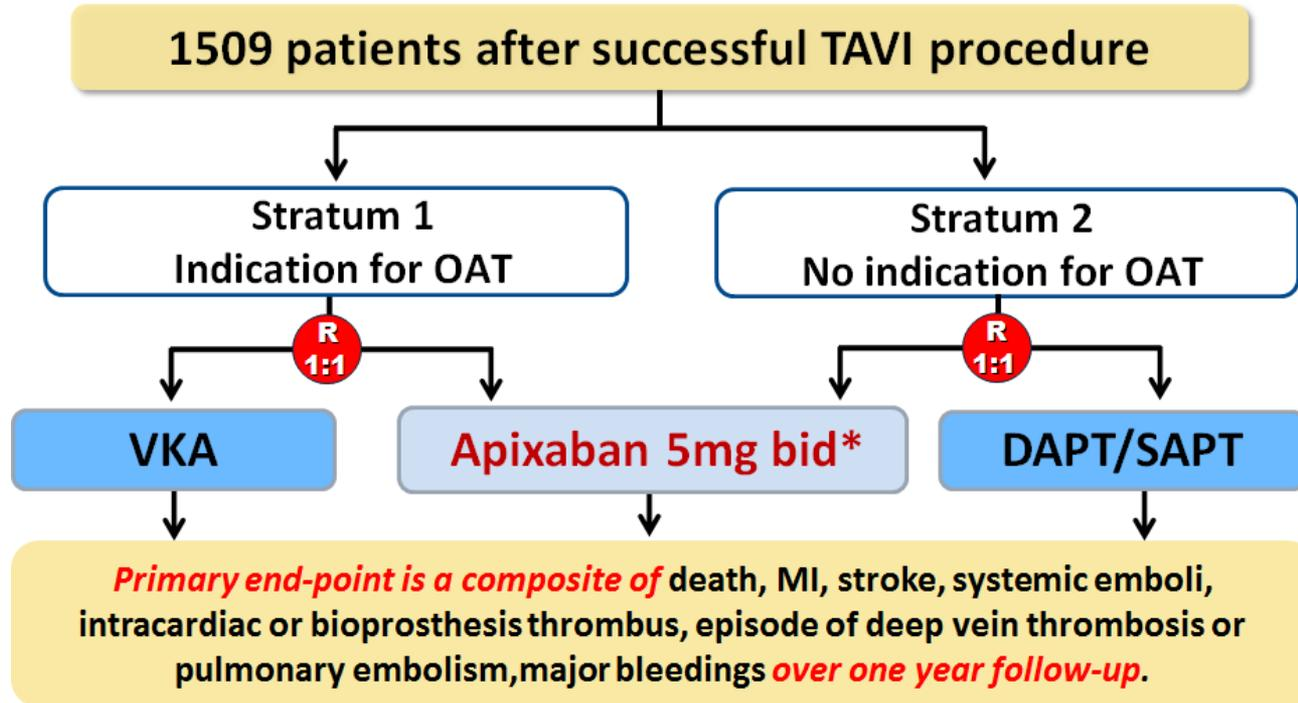 1509 patients after successful TAVI procedure
Stratum 1
Indication for OAT
Stratum 2
No indication for OAT
R
1:1
R
1:1
VKA
Apixaban 5mg bid*
DAPT/SAPT
Primary end-point is a composite of death, MI, stroke, systemic emboli,
intracardiac or bioprosthesis thrombus, episode of deep vein thrombosis or
pulmonary embolism,major bleedings over one year follow-up.